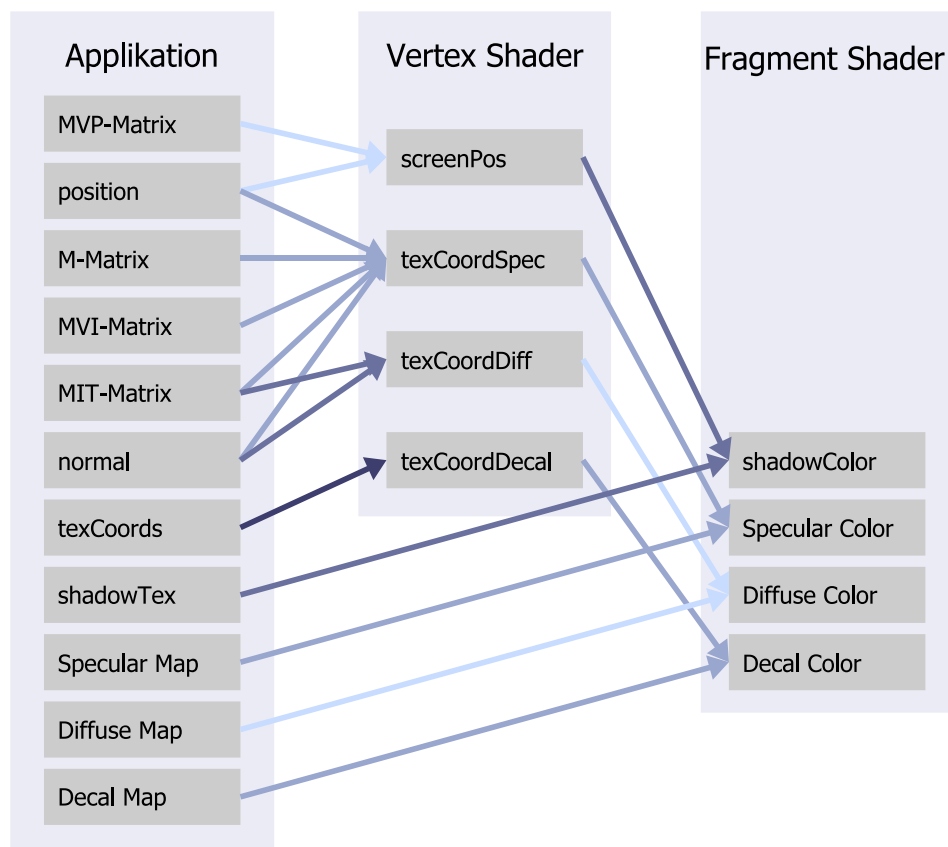 Applikation
MVP-Matrix
position
M-Matrix
MVI-Matrix
MIT-Matrix
normal
texCoords
shadowTex
Specular Map
Diffuse Map
Decal Map
Vertex Shader
screenPos
texCoordSpec
texCoordDiff
texCoordDecal
Fragment Shader
shadowColor
Specular Color
Diffuse Color
Decal Color